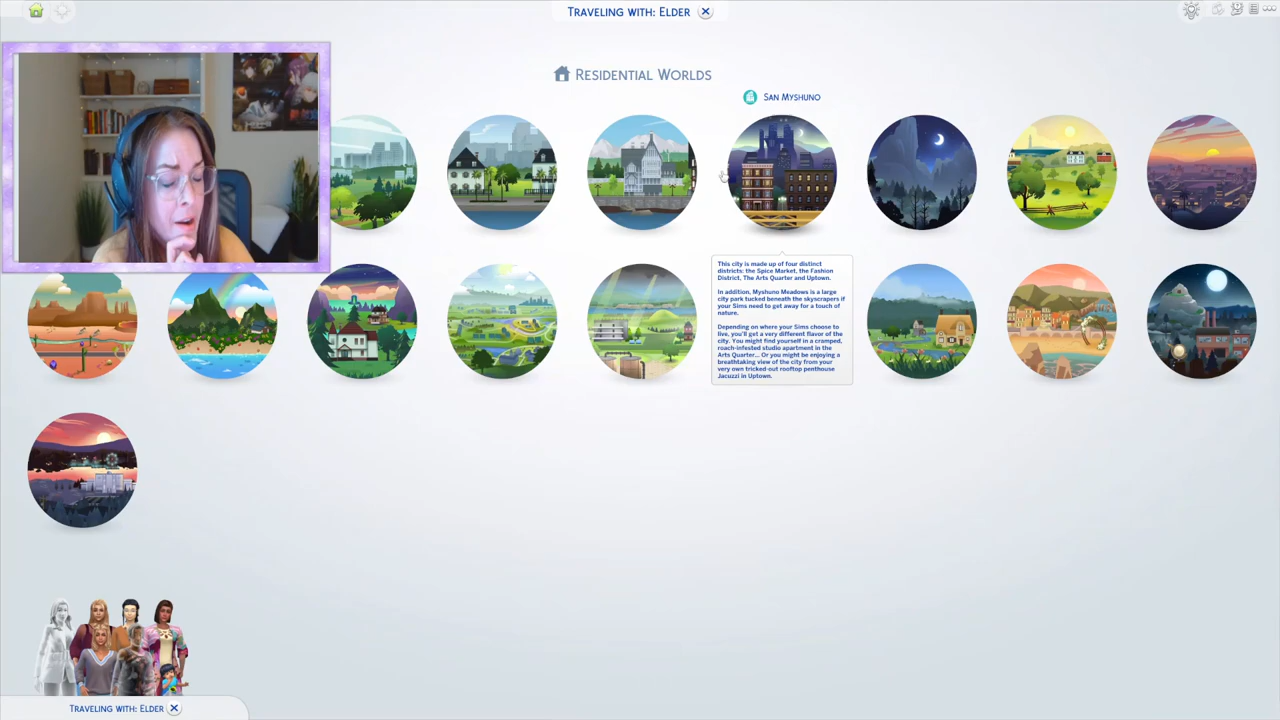 TRAVELING WITH: ELDER
RESIDENTIAL WORLDS
SAN MYSHUNO
This city is made up of four distinct
districts: the Spice Market, the Fashion
District, The Arts Quarter and Uptown.
In addition, Myshuno Meadows is a large
city park tucked beneath the skyscrapers if
your Sims need to get away for a touch of
nature.
Depending on where your Sims choose to
live, you'll get a very different flavor of the
city. You might find yourself in a cramped,
roach-infested studio apartment in the
Arts Quarter... Or you might be enjoying a
breathtaking view of the city from your
very own tricked-out rooftop penthouse
Jacuzzi in Uptown.
TRAVELING WITH: ELDER